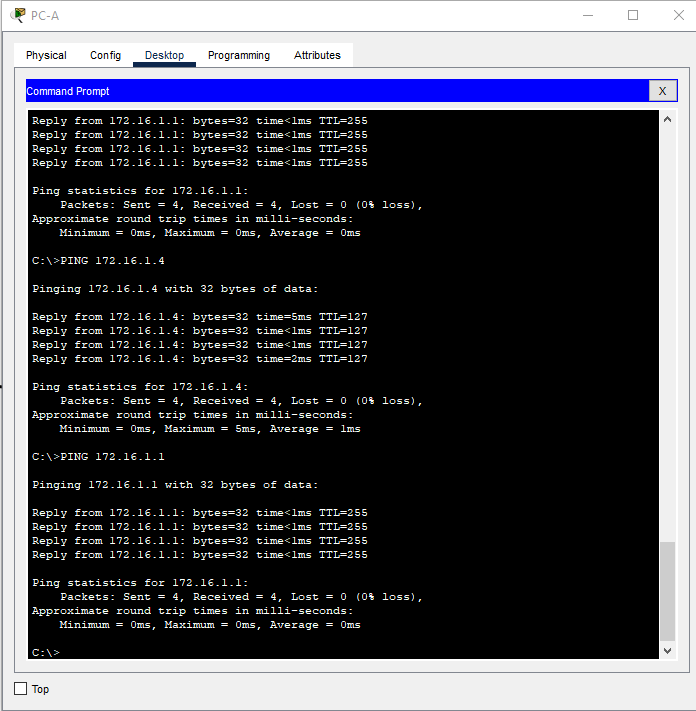 PC-A
Physical Config Desktop Programming Attributes
Command Prompt X
Reply from 172.16.1.1: bytes=32 time<1ms TTL=255
Reply from 172.16.1.1: bytes=32 time<1ms TTL=255
Reply from 172.16.1.1: bytes=32 time<1ms TTL=255
Reply from 172.16.1.1: bytes=32 time<1ms TTL=255
Ping statistics for 172.16.1.1:
Packets: Sent = 4, Received = 4, Lost = 0 (0% loss),
Approximate round trip times in milli-seconds:
Minimum = 0ms, Maximum = 0ms, Average = 0ms
C:\>PING 172.16.1.4
Pinging 172.16.1.4 with 32 bytes of data:
Reply from 172.16.1.4: bytes=32 time=5ms TTL=127
Reply from 172.16.1.4: bytes=32 time<1ms TTL=127
Reply from 172.16.1.4: bytes=32 time<1ms TTL=127
Reply from 172.16.1.4: bytes=32 time=2ms TTL=127
Ping statistics for 172.16.1.4:
Packets: Sent = 4, Received = 4, Lost = 0 (0% loss),
Approximate round trip times in milli-seconds:
Minimum = 0ms, Maximum = 5ms, Average = 1ms
C:\>PING 172.16.1.1
Pinging 172.16.1.1 with 32 bytes of data:
Reply from 172.16.1.1: bytes=32 time<1ms TTL=255
Reply from 172.16.1.1: bytes=32 time<1ms TTL=255
Reply from 172.16.1.1: bytes=32 time<1ms TTL=255
Reply from 172.16.1.1: bytes=32 time<1ms TTL=255
Ping statistics for 172.16.1.1:
Packets: Sent = 4, Received = 4, Lost = 0 (0% loss),
Approximate round trip times in milli-seconds:
Minimum = 0ms, Maximum = 0ms, Average = 0ms
C:\>
Top